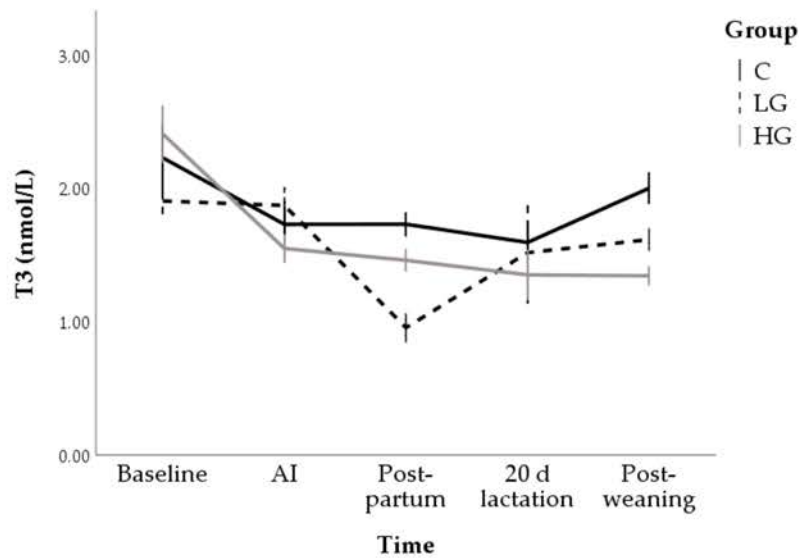 Group
C
LG
HG
3.00
2.00
1.00
0.00
T3 (nmol/L)
Baseline
AI
Post-
partum
20 d
lactation
Post-
weaning
Time